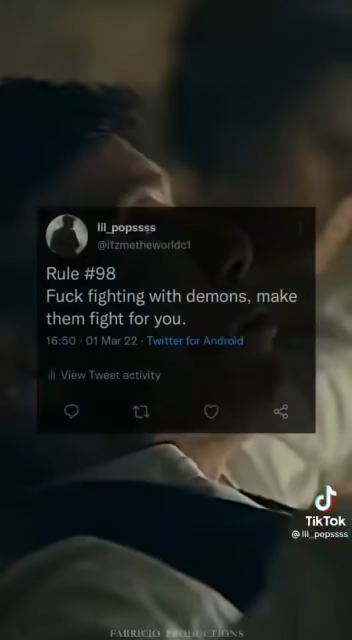 lil_popssss
@itzmetheworldc1
Rule #98
Fuck fighting with demons, make
them fight for you.
16:50 · 01 Mar 22 · Twitter for Android
View Tweet activity
TikTok
@lil_popssss
FABRICIO PRODUCTIONS